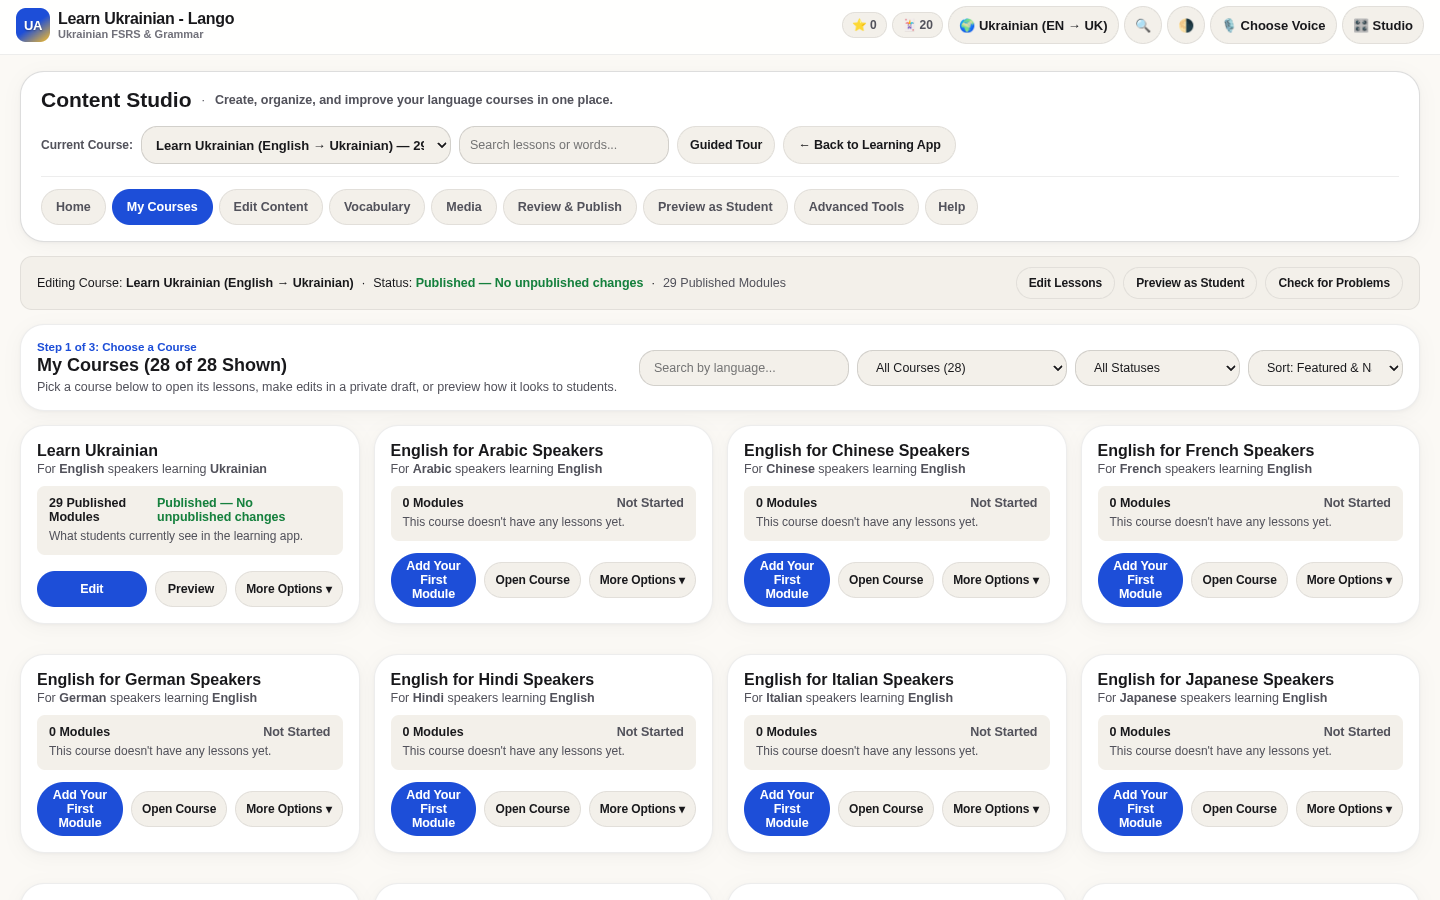 UA
Learn Ukrainian - Lango
Ukrainian FSRS & Grammar
⭐ 0
🃏 20
🌍 Ukrainian (EN → UK)
🔍
🌗
🎙️ Choose Voice
🎛️ Studio
Content Studio · Create, organize, and improve your language courses in one place.
Current Course:
Learn Ukrainian (English → Ukrainian) — 29
Search lessons or words...
Guided Tour
← Back to Learning App
Home
My Courses
Edit Content
Vocabulary
Media
Review & Publish
Preview as Student
Advanced Tools
Help
Editing Course: Learn Ukrainian (English → Ukrainian) · Status: Published — No unpublished changes · 29 Published Modules
Edit Lessons
Preview as Student
Check for Problems
Step 1 of 3: Choose a Course
My Courses (28 of 28 Shown)
Pick a course below to open its lessons, make edits in a private draft, or preview how it looks to students.
Search by language...
All Courses (28)
All Statuses
Sort: Featured & N
Learn Ukrainian
For English speakers learning Ukrainian
29 Published
Modules
Published — No
unpublished changes
What students currently see in the learning app.
Edit
Preview
More Options ▾
English for Arabic Speakers
For Arabic speakers learning English
0 Modules
Not Started
This course doesn't have any lessons yet.
Add Your
First
Module
Open Course
More Options ▾
English for Chinese Speakers
For Chinese speakers learning English
0 Modules
Not Started
This course doesn't have any lessons yet.
Add Your
First
Module
Open Course
More Options ▾
English for French Speakers
For French speakers learning English
0 Modules
Not Started
This course doesn't have any lessons yet.
Add Your
First
Module
Open Course
More Options ▾
English for German Speakers
For German speakers learning English
0 Modules
Not Started
This course doesn't have any lessons yet.
Add Your
First
Module
Open Course
More Options ▾
English for Hindi Speakers
For Hindi speakers learning English
0 Modules
Not Started
This course doesn't have any lessons yet.
Add Your
First
Module
Open Course
More Options ▾
English for Italian Speakers
For Italian speakers learning English
0 Modules
Not Started
This course doesn't have any lessons yet.
Add Your
First
Module
Open Course
More Options ▾
English for Japanese Speakers
For Japanese speakers learning English
0 Modules
Not Started
This course doesn't have any lessons yet.
Add Your
First
Module
Open Course
More Options ▾